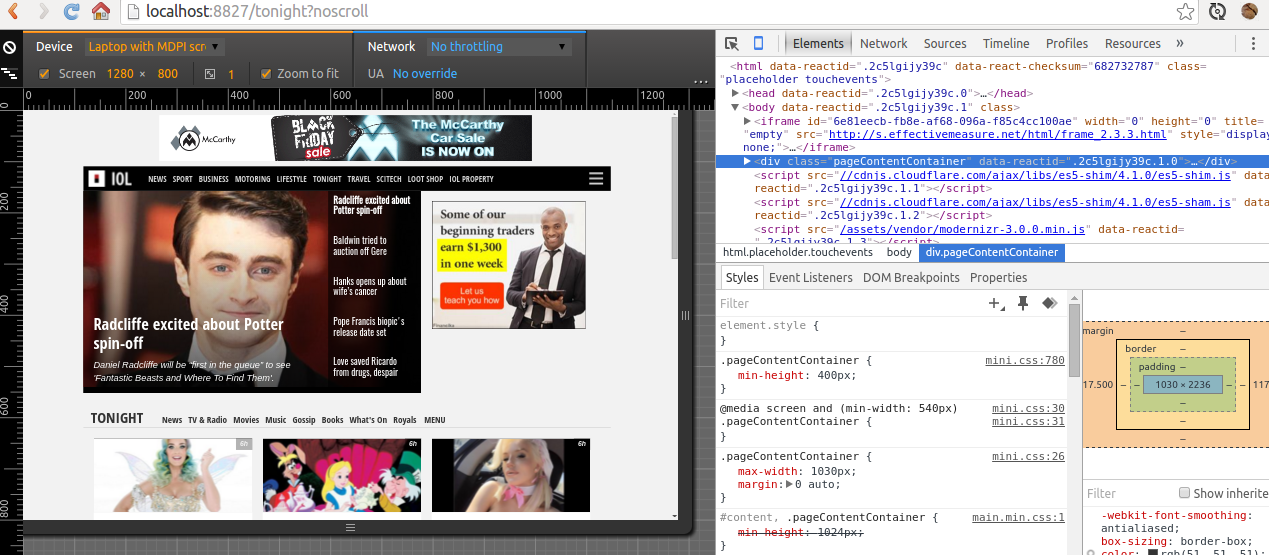 localhost:8827/tonight?noscroll
Device Laptop with MDPI scr
Network No throttling
Screen 1280 × 800 1 Zoom to fit
UA No override
...
0 200 400 600 800 1000 1200
0
200
400
600
800
McCarthy
BLACK FRIDAY sale
The McCarthy
Car Sale
IS NOW ON
IOL NEWS SPORT BUSINESS MOTORING LIFESTYLE TONIGHT TRAVEL SCITECH LOOT SHOP IOL PROPERTY
Radcliffe excited about
Potter spin-off
Baldwin tried to
auction off Gere
Hanks opens up about
wife's cancer
Pope Francis biopic's
release date set
Love saved Ricardo
from drugs, despair
Radcliffe excited about Potter
spin-off
Daniel Radcliffe will be "first in the queue" to see
'Fantastic Beasts and Where To Find Them'.
Some of our
beginning traders
earn $1,300
in one week
Let us
teach you how
TONIGHT News TV & Radio Movies Music Gossip Books What's On Royals MENU
6h
6h
6h
Elements Network Sources Timeline Profiles Resources »
<html data-reactid=".2c5lgijy39c" data-react-checksum="682732787" class=
"placeholder touchevents">
<head data-reactid=".2c5lgijy39c.0">…</head>
<body data-reactid=".2c5lgijy39c.1" class>
<iframe id="6e81eecb-fb8e-af68-096a-f85c4cc100ae" width="0" height="0" title=
"empty" src="http://s.effectivemeasure.net/html/frame_2.3.3.html" style="display
none;">…</iframe>
<div class="pageContentContainer" data-reactid=".2c5lgijy39c.1.0">…</div>
<script src="//cdnjs.cloudflare.com/ajax/libs/es5-shim/4.1.0/es5-shim.js" data-
reactid=".2c5lgijy39c.1.1"></script>
<script src="//cdnjs.cloudflare.com/ajax/libs/es5-shim/4.1.0/es5-sham.js" data-
reactid=".2c5lgijy39c.1.2"></script>
<script src="/assets/vendor/modernizr-3.0.0.min.js" data-reactid=
".2c5lgijy39c.1.3"></script>
html.placeholder.touchevents body div.pageContentContainer
Styles Event Listeners DOM Breakpoints Properties
Filter
element.style {
}
.pageContentContainer { mini.css:780
min-height: 400px;
}
@media screen and (min-width: 540px) mini.css:30
.pageContentContainer { mini.css:31
}
.pageContentContainer { mini.css:26
max-width: 1030px;
margin: 0 auto;
}
#content, .pageContentContainer { main.min.css:1
min-height: 1024px;
}
margin –
border –
padding –
17.500 – – 1030 × 2236 – – 117
–
–
–
Filter Show inherite
-webkit-font-smoothing:
antialiased;
box-sizing: border-box;
color: rgb(51, 51, 51);